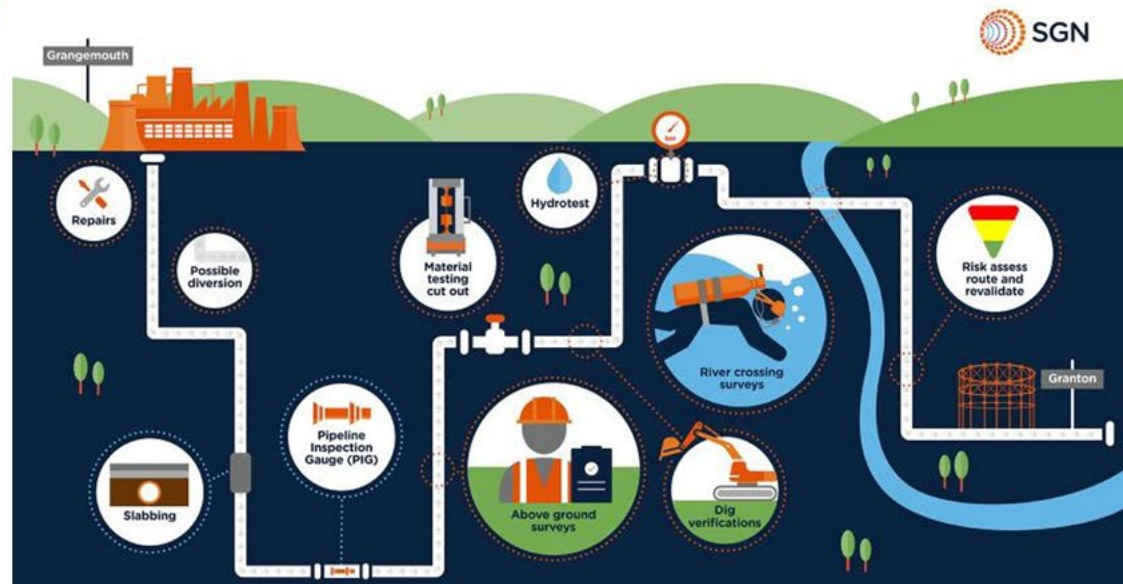 SGN
Grangemouth
bar
Repairs
Possible
diversion
Material
testing
cut out
Hydrotest
Risk assess
route and
revalidate
River crossing
surveys
Granton
Pipeline
Inspection
Gauge (PIG)
Slabbing
Above ground
surveys
Dig
verifications